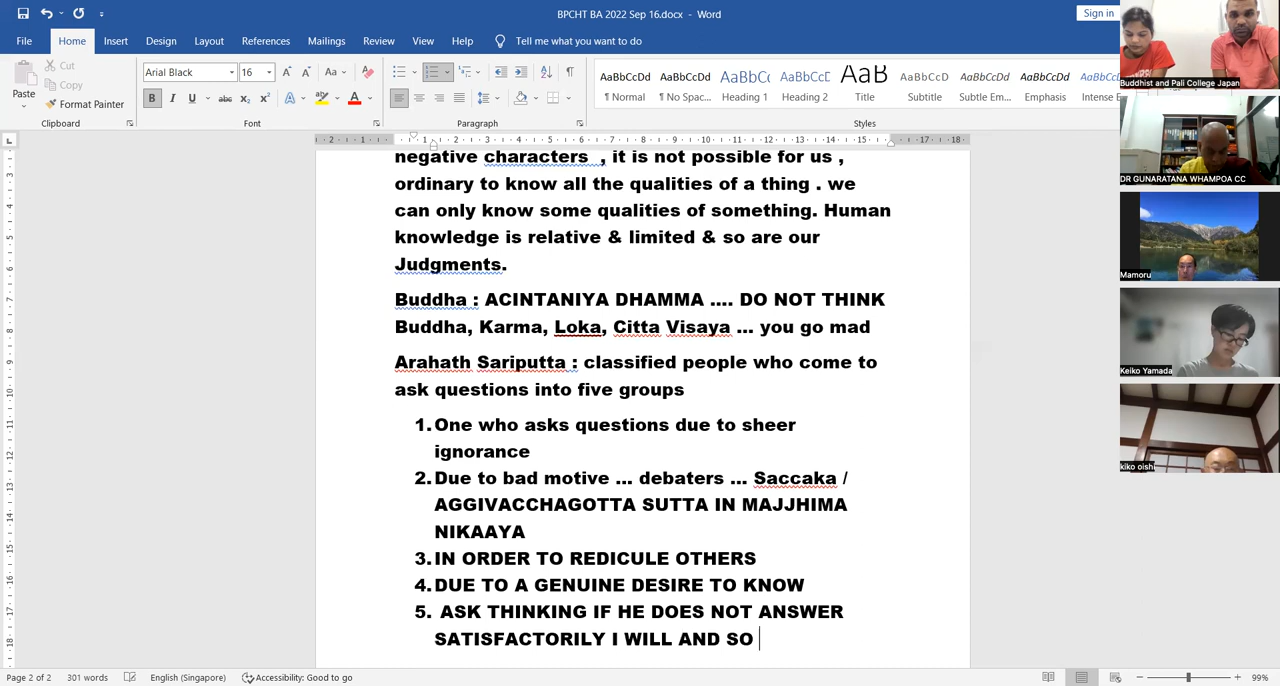 BPCHT BA 2022 Sep 16.docx - Word
Sign in
File Home Insert Design Layout References Mailings Review View Help Tell me what you want to do
Paste
Cut
Copy
Format Painter
Clipboard
Arial Black 16
Font
Paragraph
AaBbCcDd AaBbCcDd AaBbCc AaBbCcD AaB AaBbCcD AaBbCcDd AaBbCcDd
¶ Normal ¶ No Spac... Heading 1 Heading 2 Title Subtitle Subtle Em... Emphasis Intense E
Styles
negative characters , it is not possible for us ,
ordinary to know all the qualities of a thing . we
can only know some qualities of something. Human
knowledge is relative & limited & so are our
Judgments.
Buddha : ACINTANIYA DHAMMA .... DO NOT THINK
Buddha, Karma, Loka, Citta Visaya ... you go mad
Arahath Sariputta : classified people who come to
ask questions into five groups
1. One who asks questions due to sheer
ignorance
2. Due to bad motive ... debaters ... Saccaka /
AGGIVACCHAGOTTA SUTTA IN MAJJHIMA
NIKAAYA
3. IN ORDER TO REDICULE OTHERS
4. DUE TO A GENUINE DESIRE TO KNOW
5. ASK THINKING IF HE DOES NOT ANSWER
SATISFACTORILY I WILL AND SO
Page 2 of 2 301 words English (Singapore) Accessibility: Good to go 99%
Buddhist and Pali College Japan
DR GUNARATANA WHAMPOA CC
Mamoru
Keiko Yamada
kiko oishi